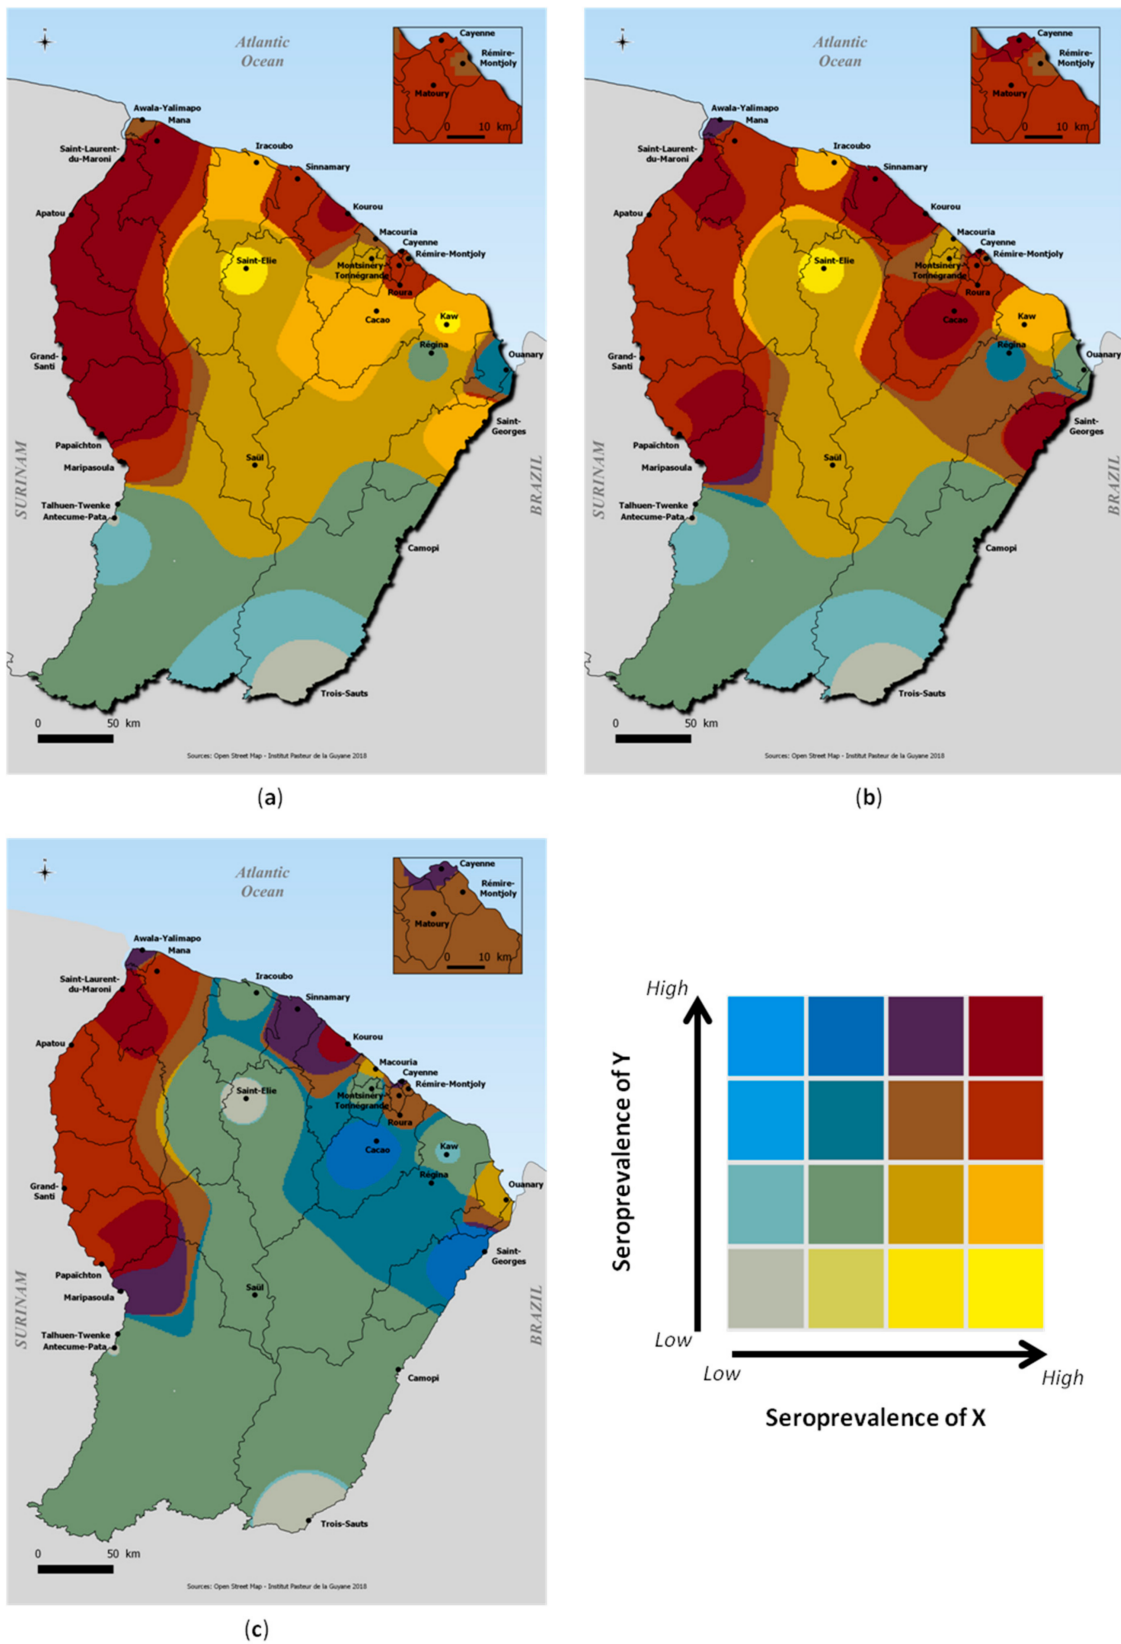 Atlantic
Ocean
Cayenne
Rémire-
Montjoly
Matoury
0 10 km
Awala-Yalimapo
Mana
Saint-Laurent-
du-Maroni
Iracoubo
Sinnamary
Apatou
Kourou
Macouria
Cayenne
Rémire-Montjoly
Saint-Elie
Montsinéry-
Tonnégrande
Roura
Cacao
Kaw
Régina
Ouanary
Grand-
Santi
Saint-
Georges
Papaïchton
Maripasoula
Saül
SURINAM
BRAZIL
Talhuen-Twenke
Antecume-Pata
Camopi
Trois-Sauts
0 50 km
Sources: Open Street Map - Institut Pasteur de la Guyane 2018
(a)
Atlantic
Ocean
Cayenne
Rémire-
Montjoly
Matoury
0 10 km
Awala-Yalimapo
Mana
Saint-Laurent-
du-Maroni
Iracoubo
Sinnamary
Apatou
Kourou
Macouria
Cayenne
Rémire-Montjoly
Saint-Elie
Montsinéry-
Tonnégrande
Roura
Cacao
Kaw
Régina
Ouanary
Grand-
Santi
Saint-
Georges
Papaïchton
Maripasoula
Saül
SURINAM
BRAZIL
Talhuen-Twenke
Antecume-Pata
Camopi
Trois-Sauts
0 50 km
Sources: Open Street Map - Institut Pasteur de la Guyane 2018
(b)
Atlantic
Ocean
Cayenne
Rémire-
Montjoly
Matoury
0 10 km
Awala-Yalimapo
Mana
Saint-Laurent-
du-Maroni
Iracoubo
Sinnamary
Apatou
Kourou
Macouria
Cayenne
Rémire-Montjoly
Saint-Elie
Montsinéry-
Tonnégrande
Roura
Cacao
Kaw
Régina
Ouanary
Grand-
Santi
Saint-
Georges
Papaïchton
Maripasoula
Saül
SURINAM
BRAZIL
Talhuen-Twenke
Antecume-Pata
Camopi
Trois-Sauts
0 50 km
Sources: Open Street Map - Institut Pasteur de la Guyane 2018
(c)
High
Seroprevalence of Y
Low
Low
High
Seroprevalence of X